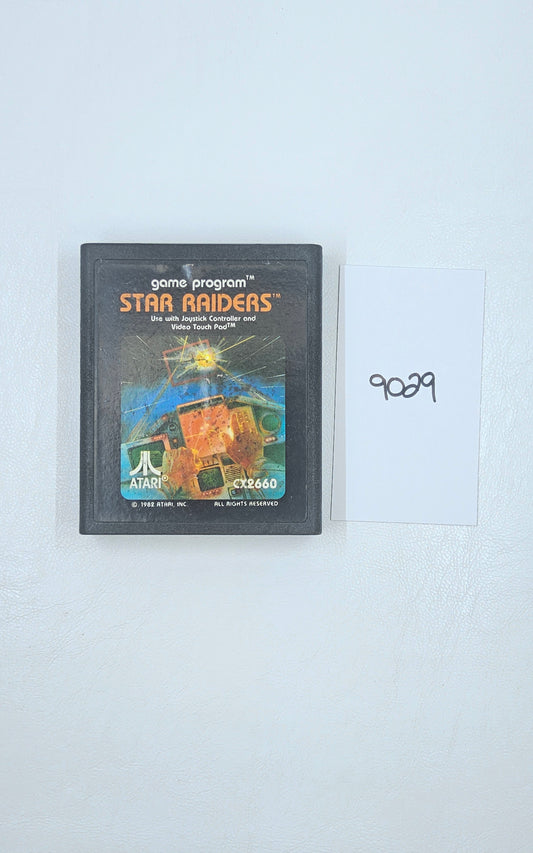 game program™
STAR RAIDERS™
Use with Joystick Controller and
Video Touch Pad™
ATARI®
CX2660
© 1982 ATARI, INC.
ALL RIGHTS RESERVED
9029